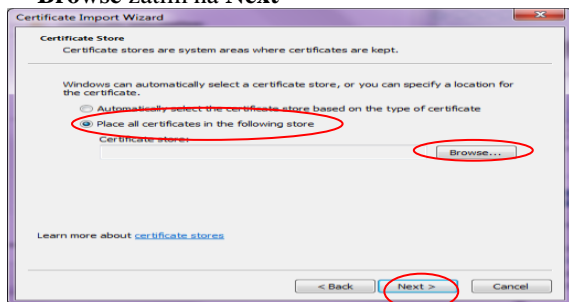 Browse zatim na Next
Certificate Import Wizard
Certificate Store
Certificate stores are system areas where certificates are kept.
Windows can automatically select a certificate store, or you can specify a location for
the certificate.
Automatically select the certificate store based on the type of certificate
Place all certificates in the following store
Certificate store:
Browse...
Learn more about certificate stores
< Back
Next >
Cancel